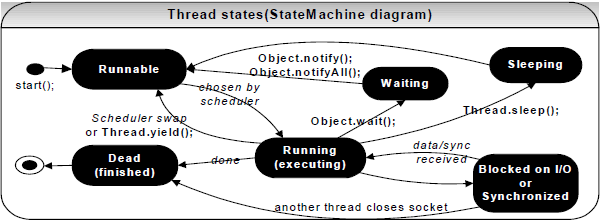 Thread states(StateMachine diagram)
Runnable
start();
Object.notify();
Object.notifyAll();
Sleeping
Waiting
chosen by
scheduler
Scheduler swap
or Thread.yield();
Object.wait();
Thread.sleep();
Dead
(finished)
done
Running
(executing)
data/sync
received
Blocked on I/O
or
Synchronized
another thread closes socket